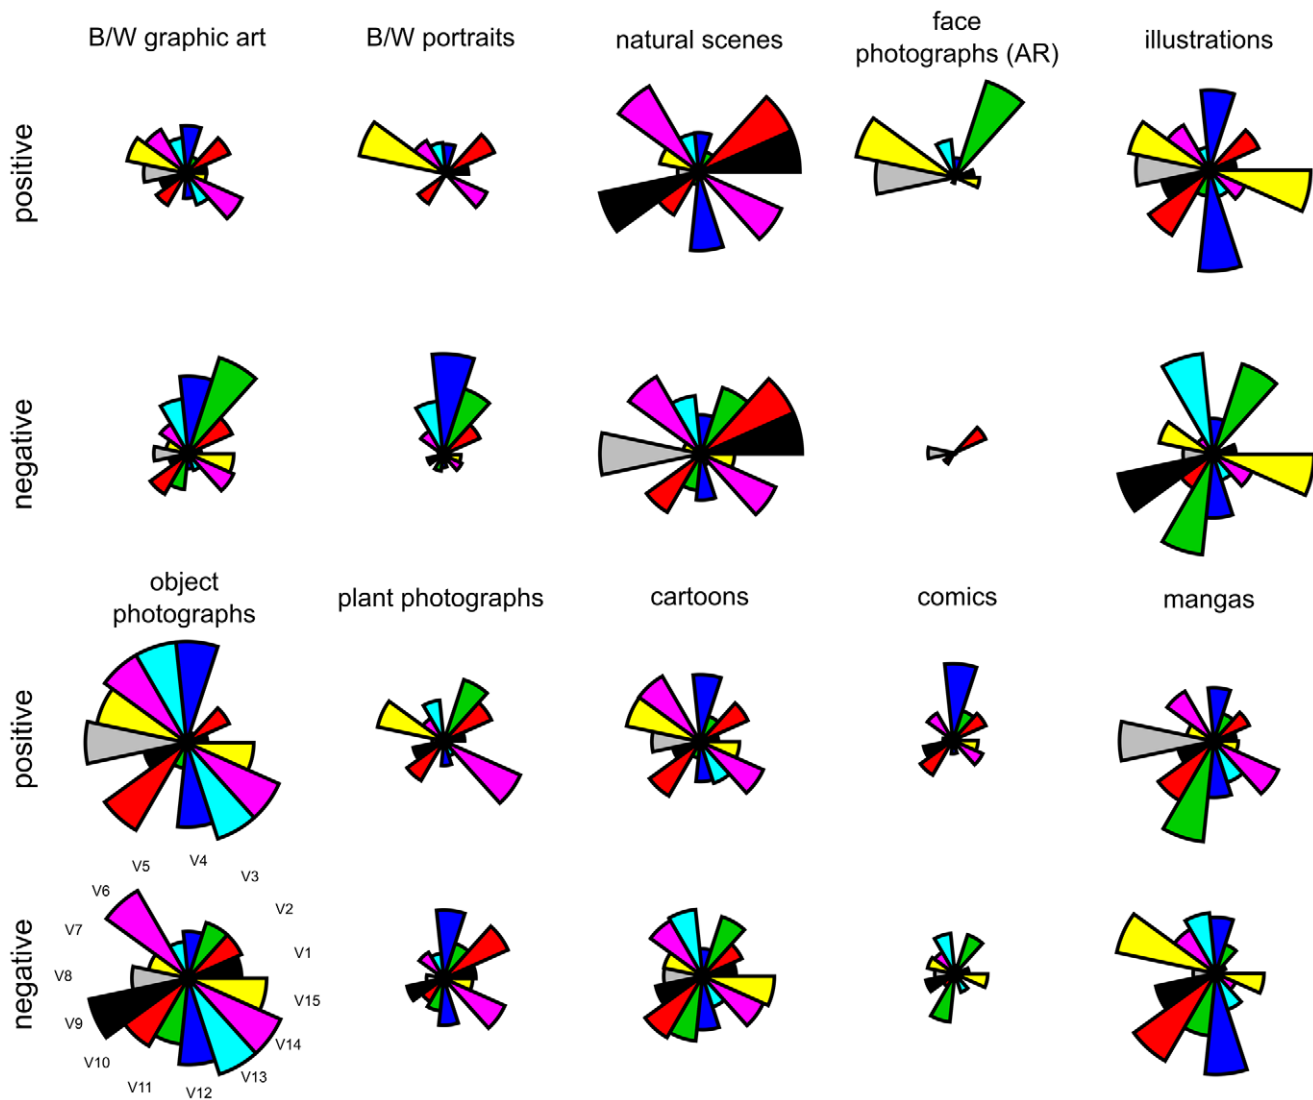 B/W graphic art
B/W portraits
natural scenes
face
photographs (AR)
illustrations
positive
negative
object
photographs
plant photographs
cartoons
comics
mangas
positive
negative
V5
V4
V3
V6
V2
V7
V1
V8
V15
V9
V14
V10
V13
V11
V12